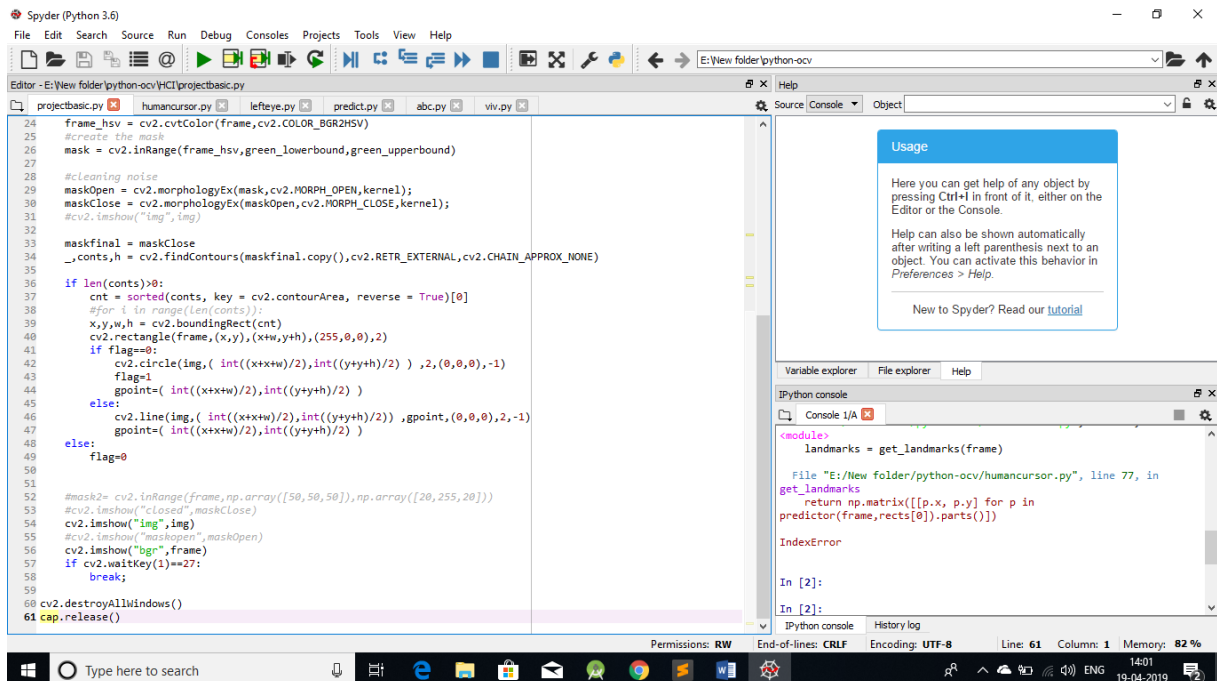 Spyder (Python 3.6)
File Edit Search Source Run Debug Consoles Projects Tools View Help
E:\New folder\python-ocv
Editor - E:\New folder\python-ocv\HCI\projectbasic.py
projectbasic.py humancursor.py lefteye.py predict.py abc.py viv.py
24     frame_hsv = cv2.cvtColor(frame,cv2.COLOR_BGR2HSV)
25     #create the mask
26     mask = cv2.inRange(frame_hsv,green_lowerbound,green_upperbound)
27
28     #cleaning noise
29     maskOpen = cv2.morphologyEx(mask,cv2.MORPH_OPEN,kernel);
30     maskClose = cv2.morphologyEx(maskOpen,cv2.MORPH_CLOSE,kernel);
31     #cv2.imshow("img",img)
32
33     maskfinal = maskClose
34     _,conts,h = cv2.findContours(maskfinal.copy(),cv2.RETR_EXTERNAL,cv2.CHAIN_APPROX_NONE)
35
36     if len(conts)>0:
37         cnt = sorted(conts, key = cv2.contourArea, reverse = True)[0]
38         #for i in range(len(conts)):
39         x,y,w,h = cv2.boundingRect(cnt)
40         cv2.rectangle(frame,(x,y),(x+w,y+h),(255,0,0),2)
41         if flag==0:
42             cv2.circle(img,( int((x+x+w)/2),int((y+y+h)/2) ) ,2,(0,0,0),-1)
43             flag=1
44             gpoint=( int((x+x+w)/2),int((y+y+h)/2) )
45         else:
46             cv2.line(img,( int((x+x+w)/2),int((y+y+h)/2)) ,gpoint,(0,0,0),2,-1)
47             gpoint=( int((x+x+w)/2),int((y+y+h)/2) )
48     else:
49         flag=0
50
51
52     #mask2= cv2.inRange(frame,np.array([50,50,50]),np.array([20,255,20]))
53     #cv2.imshow("closed",maskClose)
54     cv2.imshow("img",img)
55     #cv2.imshow("maskopen",maskOpen)
56     cv2.imshow("bgr",frame)
57     if cv2.waitKey(1)==27:
58         break;
59
60 cv2.destroyAllWindows()
61 cap.release()
Help
Source Console Object
Usage
Here you can get help of any object by
pressing Ctrl+I in front of it, either on the
Editor or the Console.
Help can also be shown automatically
after writing a left parenthesis next to an
object. You can activate this behavior in
Preferences > Help.
New to Spyder? Read our tutorial
Variable explorer File explorer Help
IPython console
Console 1/A
<module>
    landmarks = get_landmarks(frame)
  File "E:/New folder/python-ocv/humancursor.py", line 77, in
get_landmarks
    return np.matrix([[p.x, p.y] for p in
predictor(frame,rects[0]).parts()])
IndexError
In [2]:
In [2]:
IPython console History log
Permissions: RW End-of-lines: CRLF Encoding: UTF-8 Line: 61 Column: 1 Memory: 82 %
Type here to search
ENG
14:01
19-04-2019
2